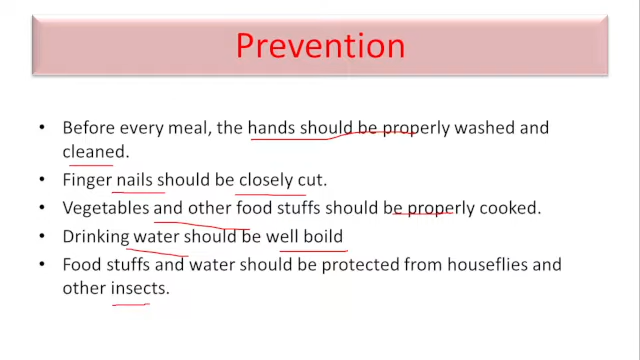 Prevention
• Before every meal, the hands should be properly washed and
cleaned.
• Finger nails should be closely cut.
• Vegetables and other food stuffs should be properly cooked.
• Drinking water should be well boild
• Food stuffs and water should be protected from houseflies and
other insects.